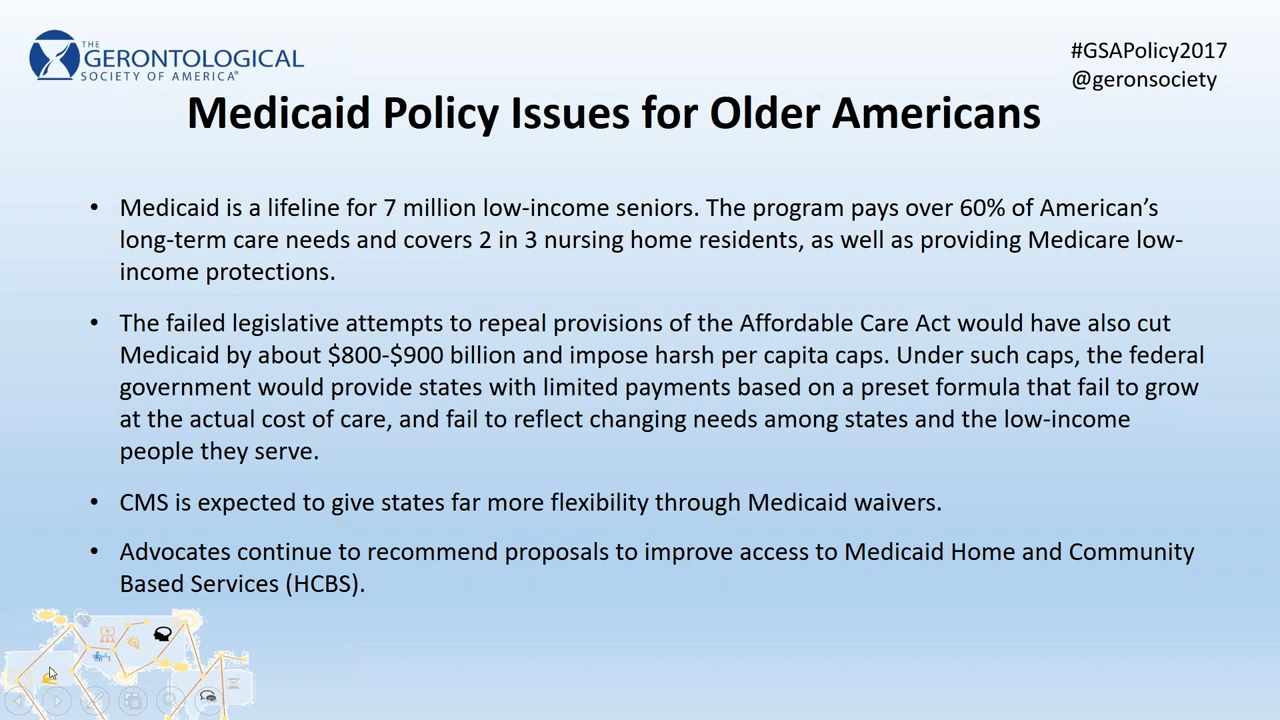 THE
GERONTOLOGICAL
SOCIETY OF AMERICA®
#GSAPolicy2017
@geronsociety
Medicaid Policy Issues for Older Americans
• Medicaid is a lifeline for 7 million low-income seniors. The program pays over 60% of American’s
long-term care needs and covers 2 in 3 nursing home residents, as well as providing Medicare low-
income protections.
• The failed legislative attempts to repeal provisions of the Affordable Care Act would have also cut
Medicaid by about $800-$900 billion and impose harsh per capita caps. Under such caps, the federal
government would provide states with limited payments based on a preset formula that fail to grow
at the actual cost of care, and fail to reflect changing needs among states and the low-income
people they serve.
• CMS is expected to give states far more flexibility through Medicaid waivers.
• Advocates continue to recommend proposals to improve access to Medicaid Home and Community
Based Services (HCBS).